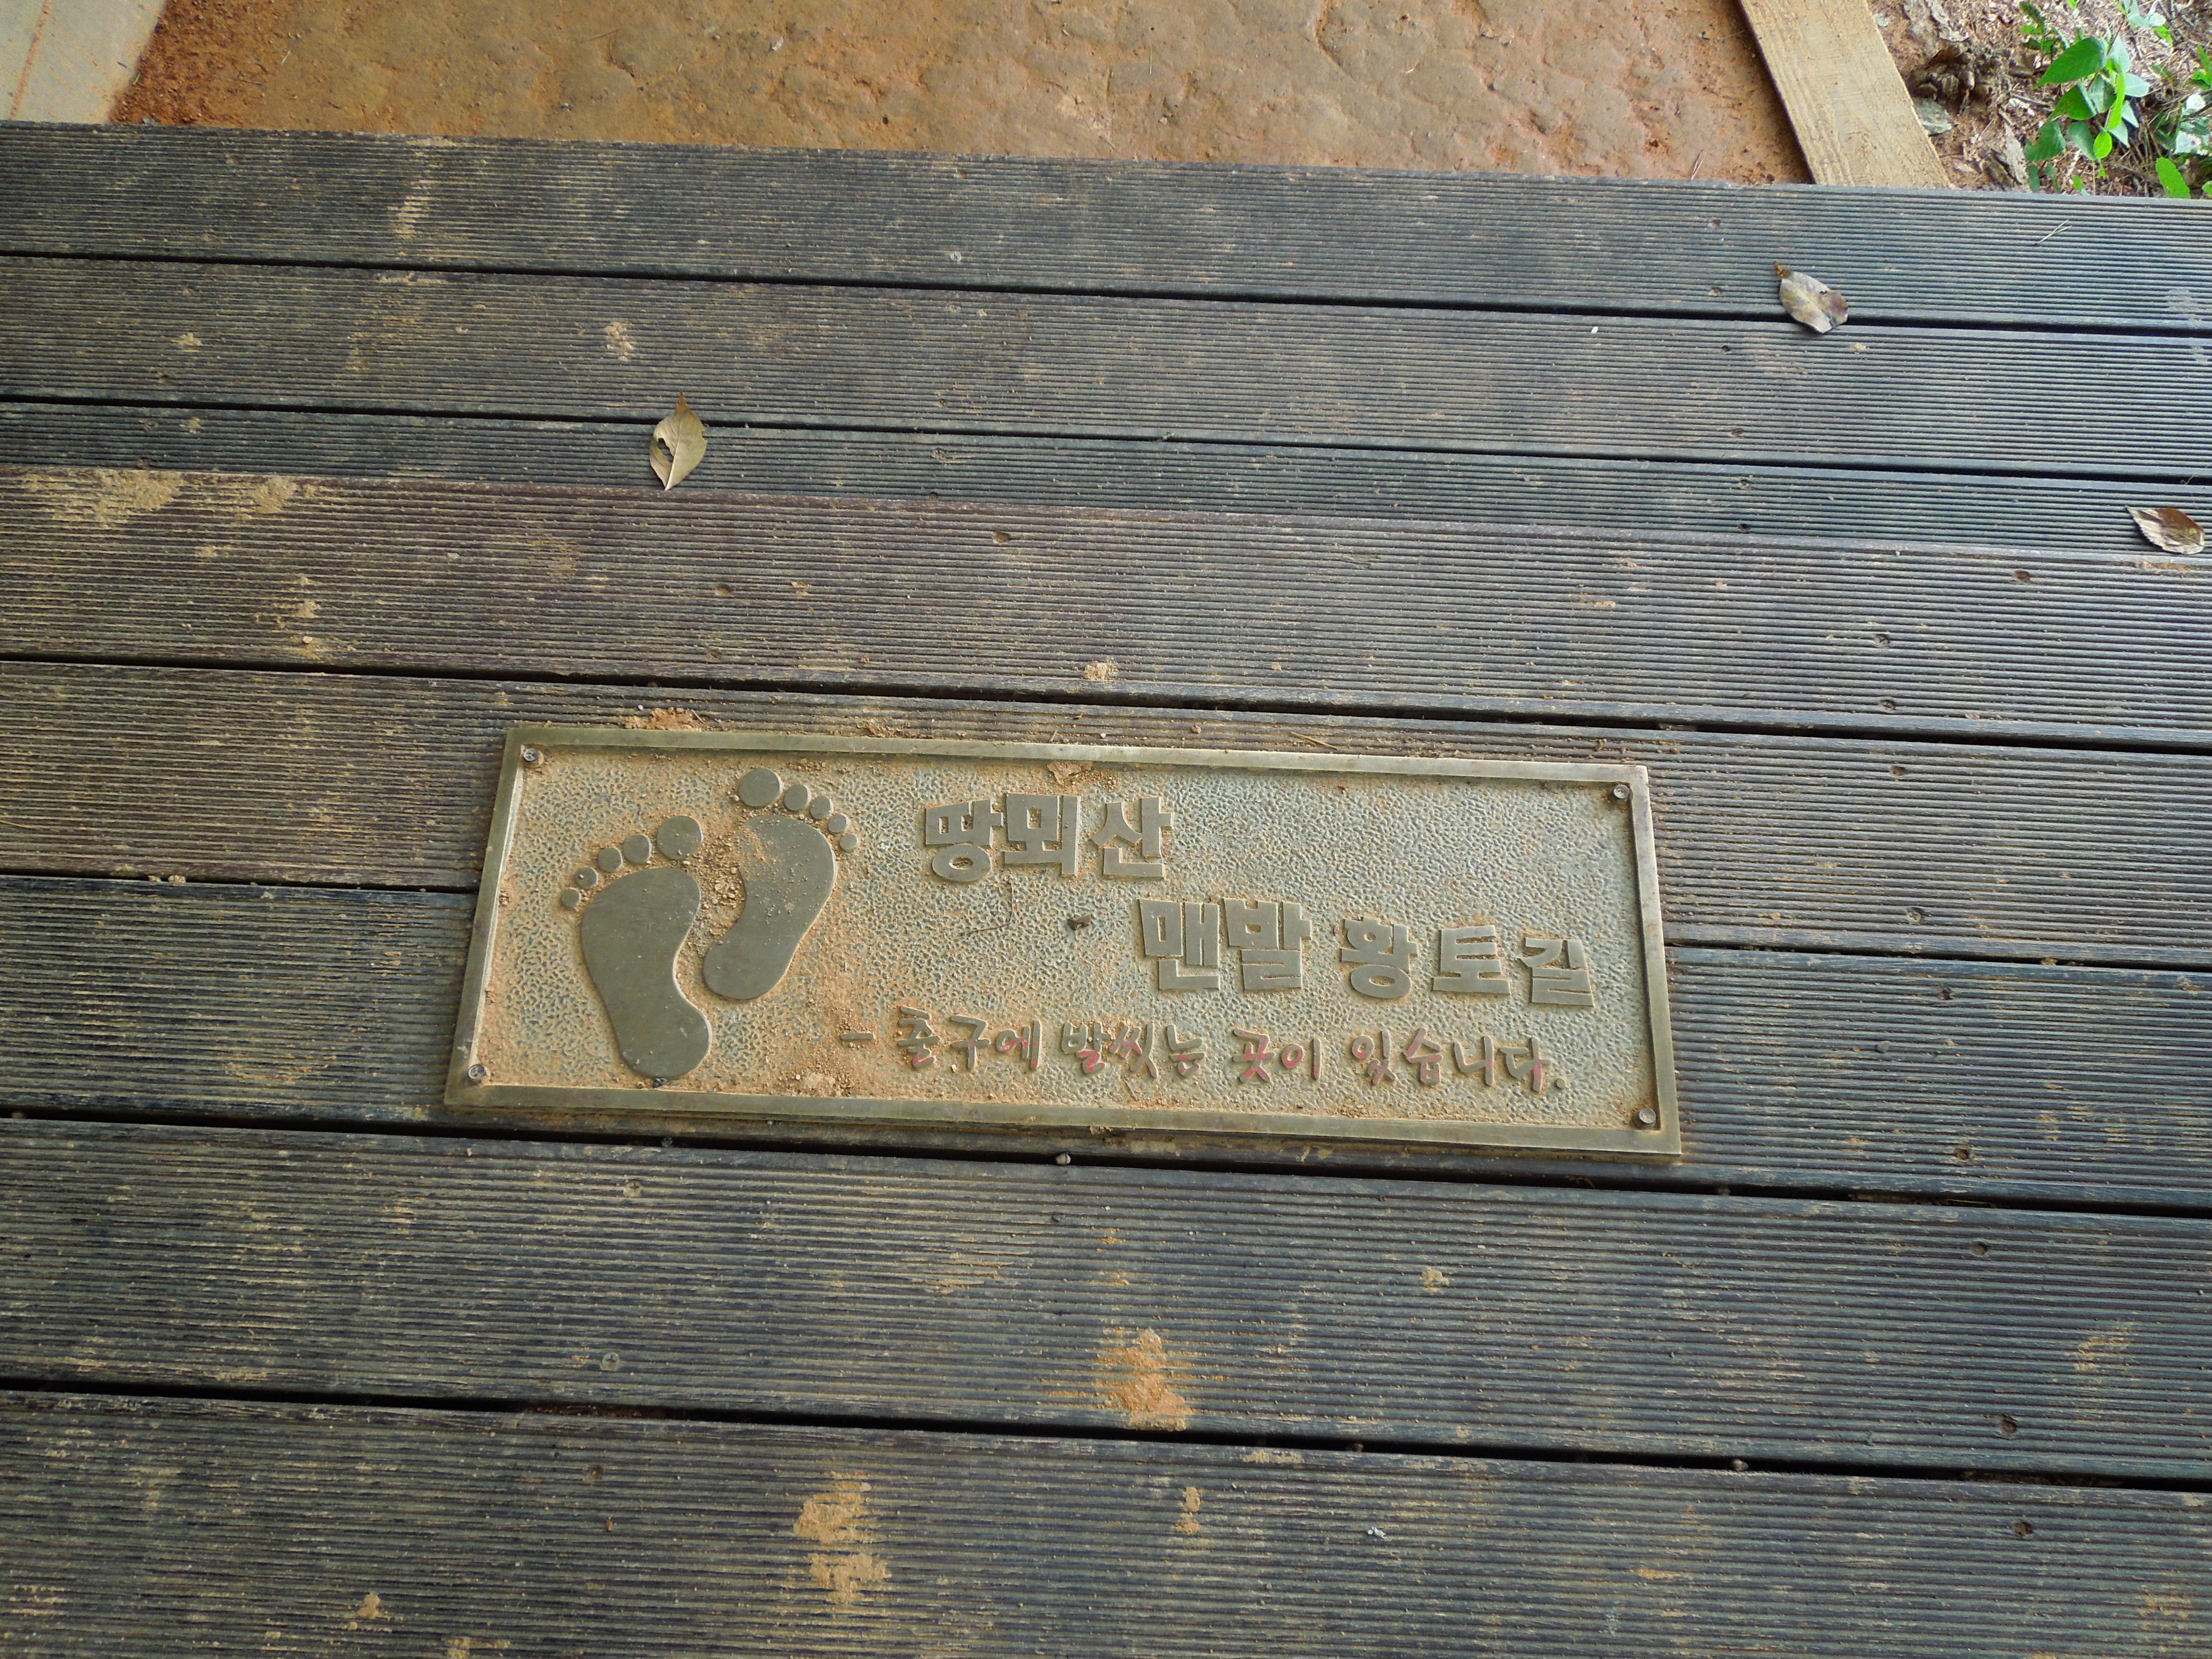 땅뫼산
맨발 황토길
- 출구에 발씻는 곳이 있습니다.